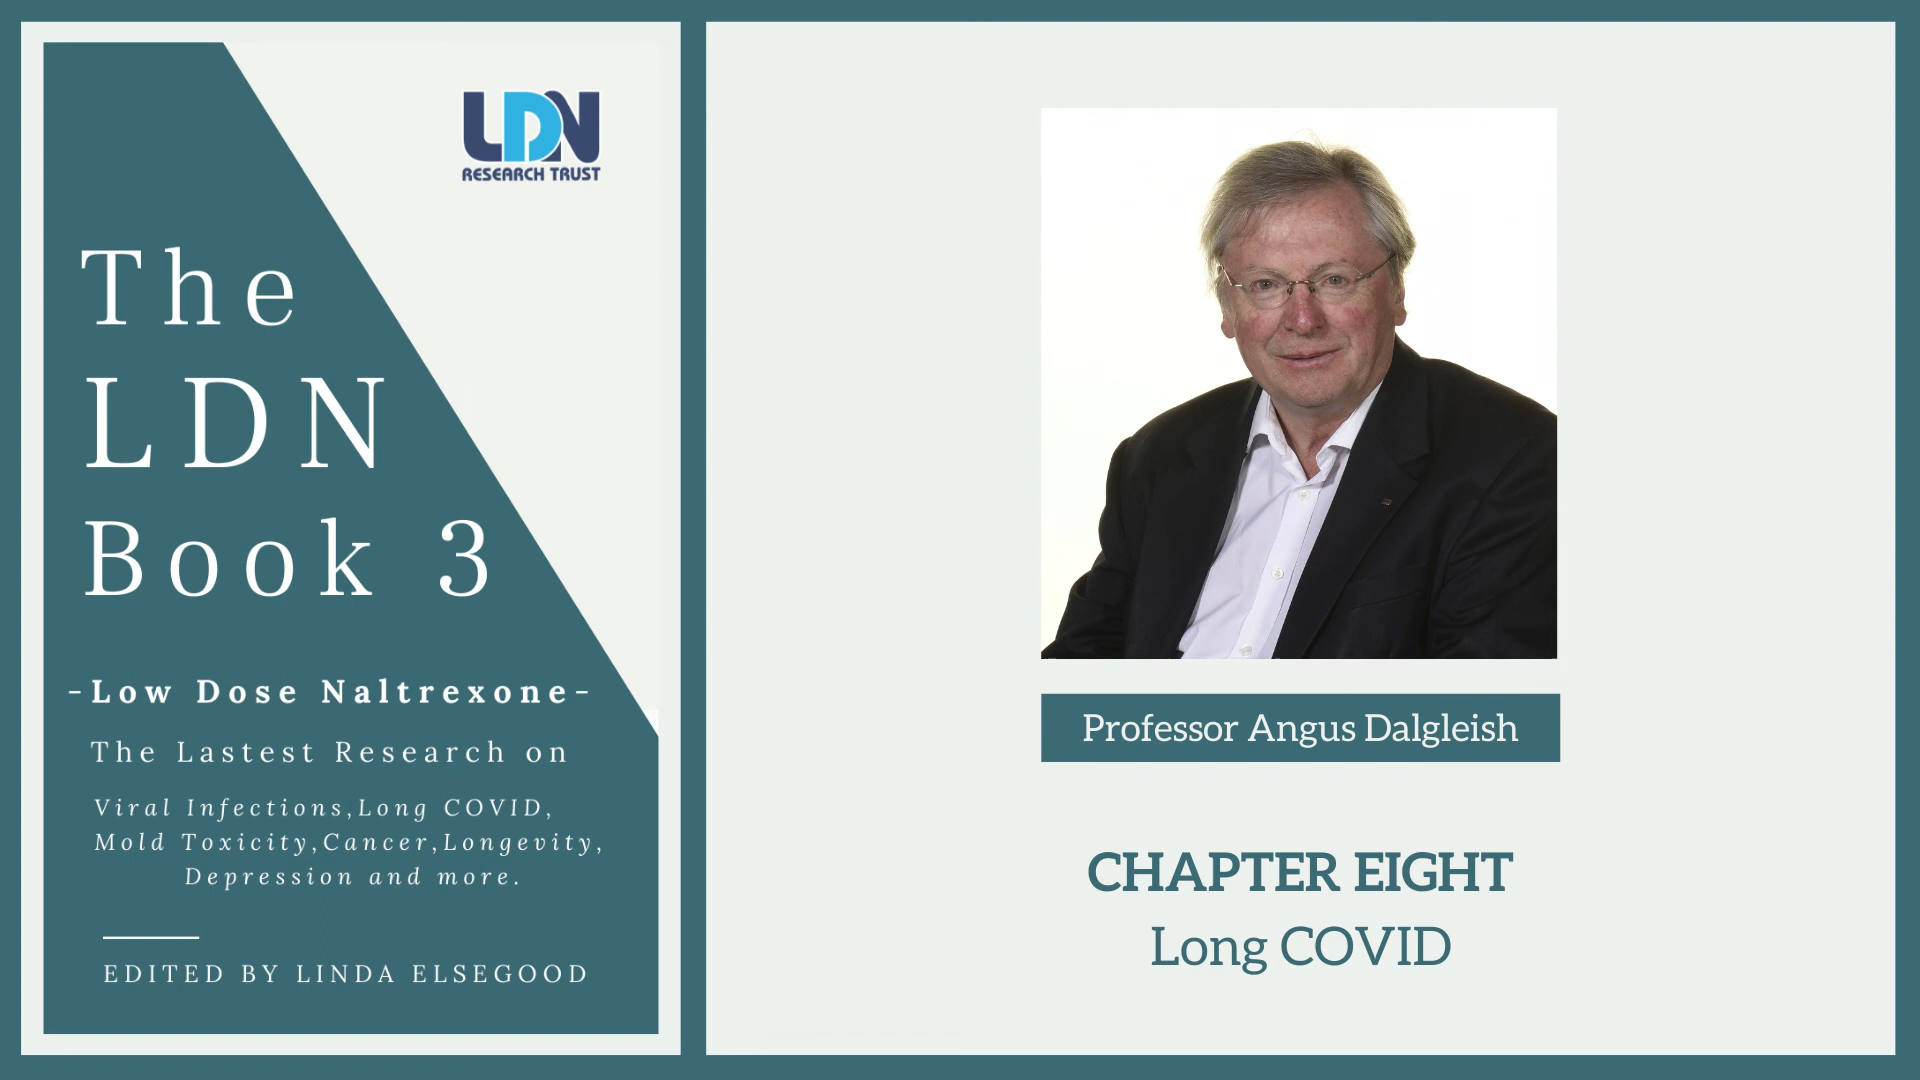 LDN
RESEARCH TRUST
The
LDN
Book 3
-Low Dose Naltrexone-
The Lastest Research on
Viral Infections,Long COVID,
Mold Toxicity,Cancer,Longevity,
Depression and more.
EDITED BY LINDA ELSEGOOD
Professor Angus Dalgleish
CHAPTER EIGHT
Long COVID